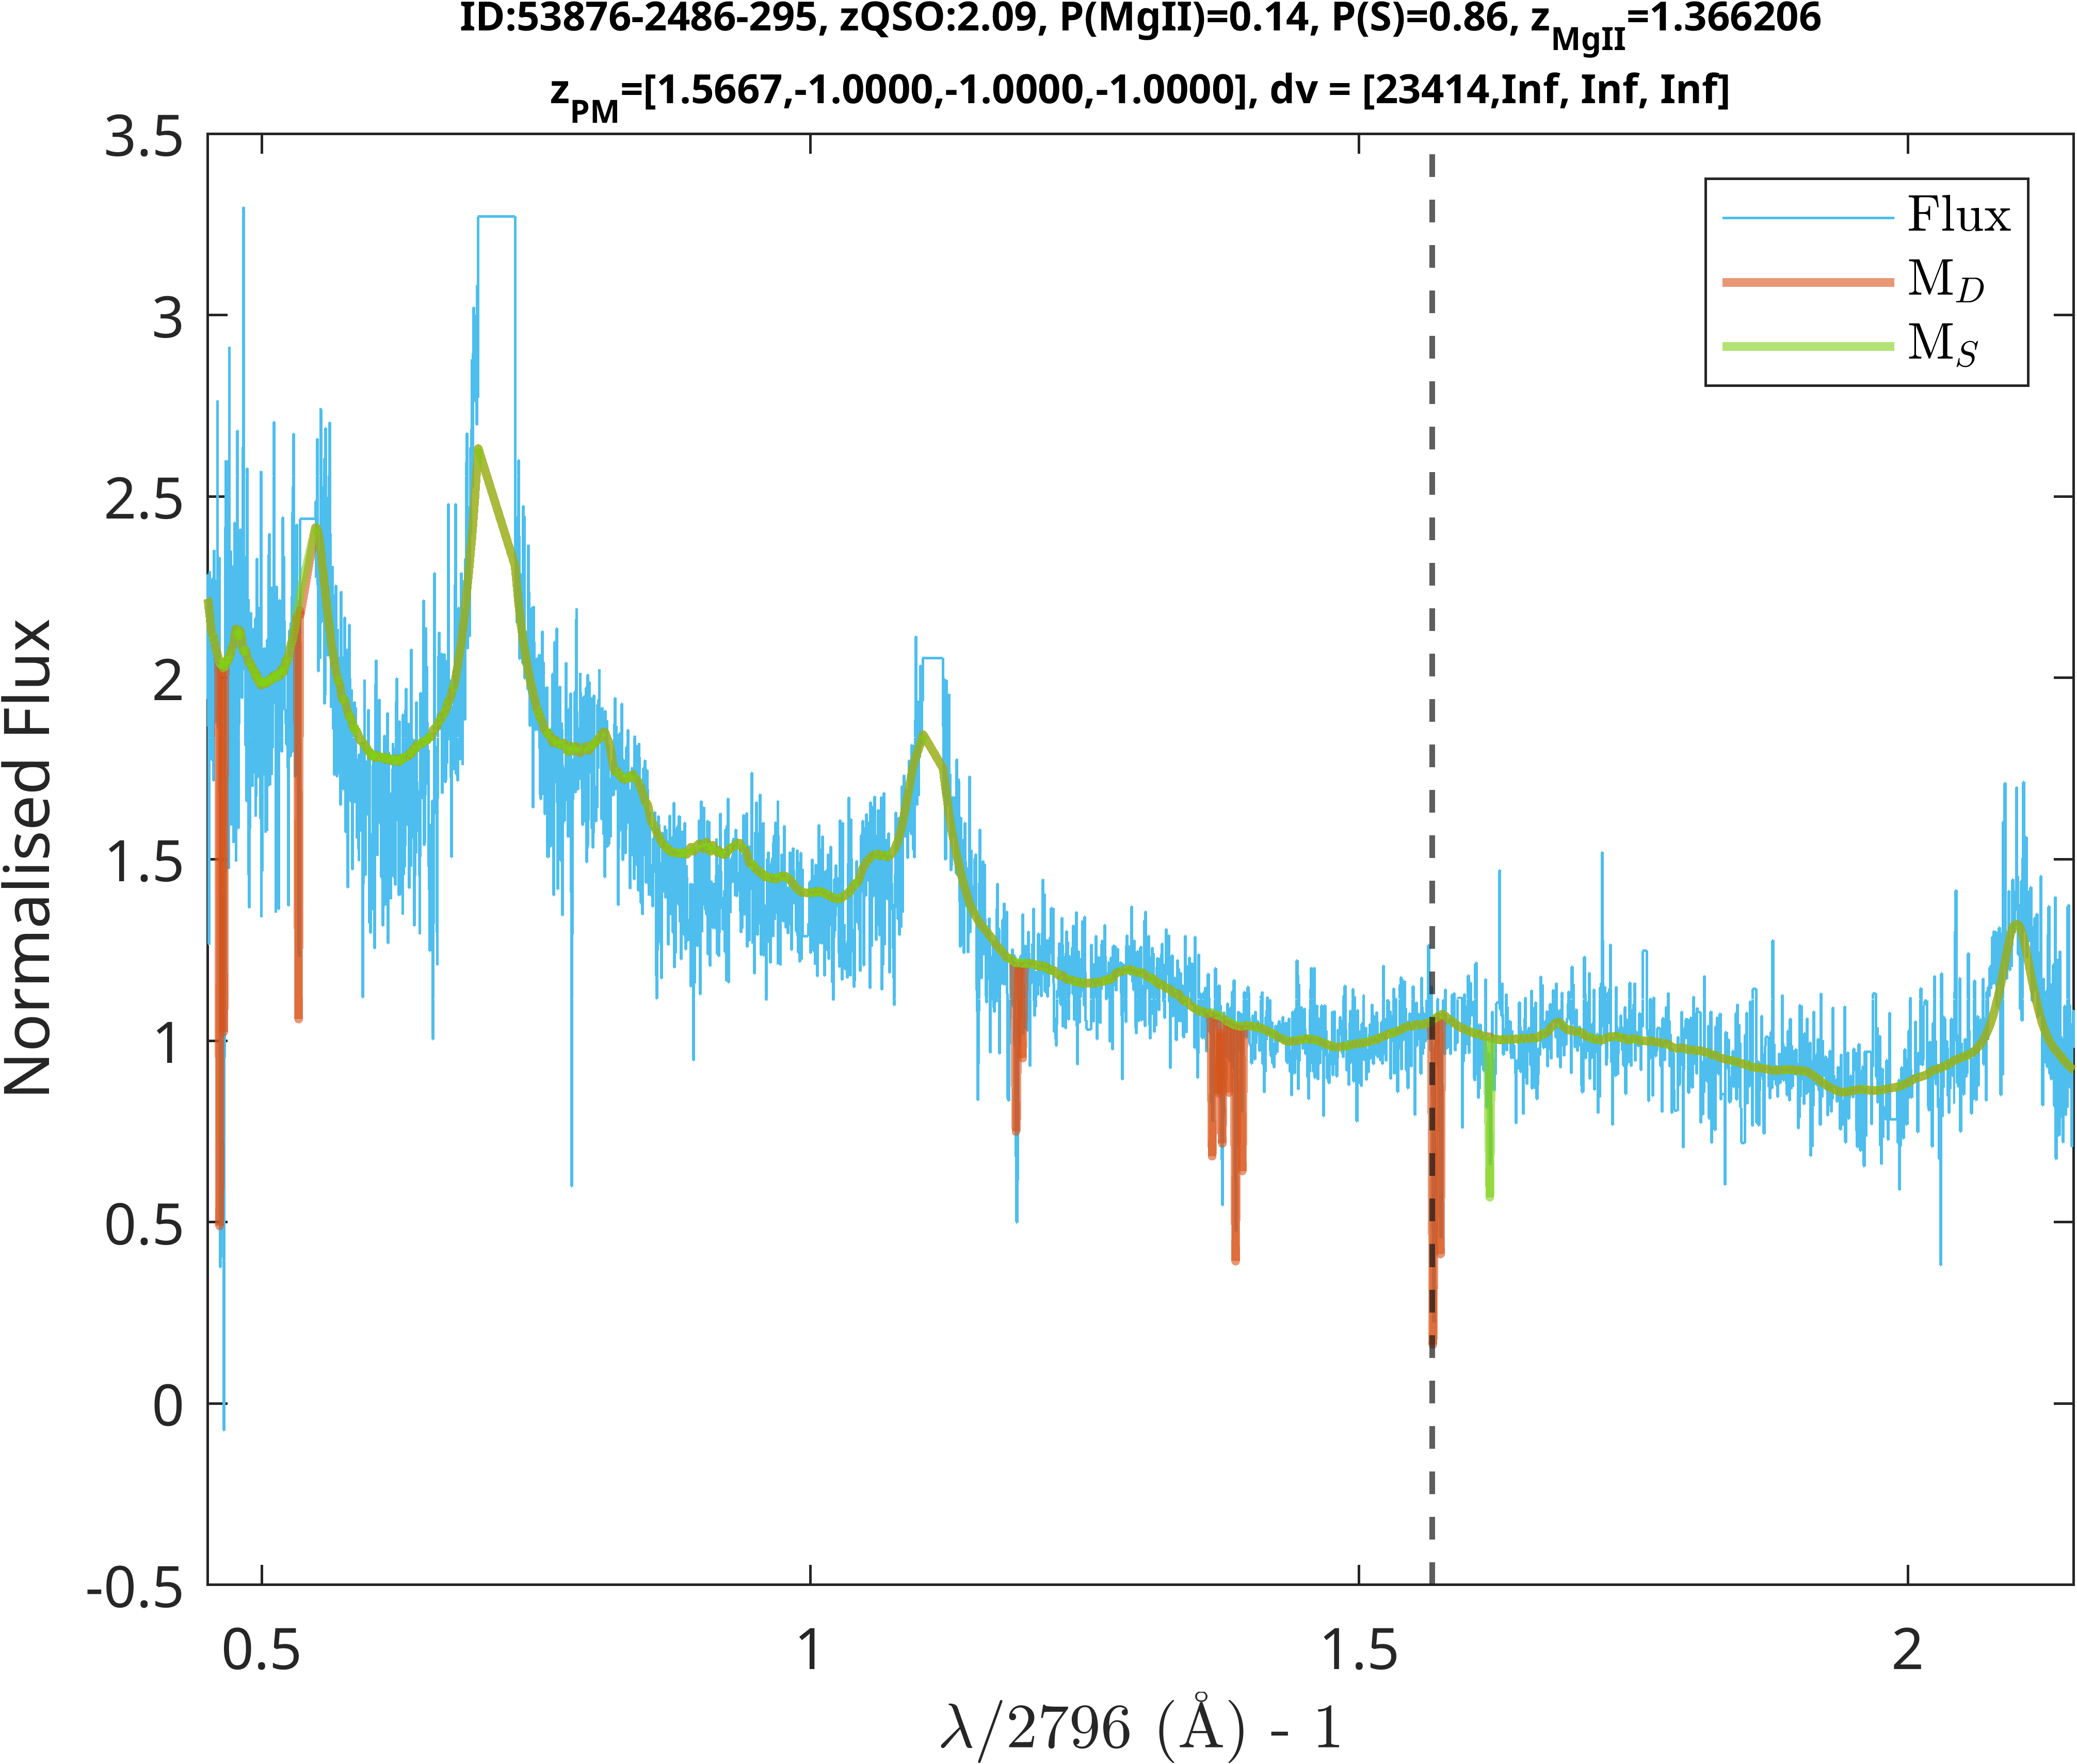 ID:53876-2486-295, zQSO:2.09, P(MgII)=0.14, P(S)=0.86, zMgII=1.366206
zPM=[1.5667,-1.0000,-1.0000,-1.0000], dv = [23414,Inf, Inf, Inf]
3.5
3
2.5
2
1.5
1
0.5
0
-0.5
Normalised Flux
Flux
MD
MS
0.5
1
1.5
2
λ/2796 (Å) - 1